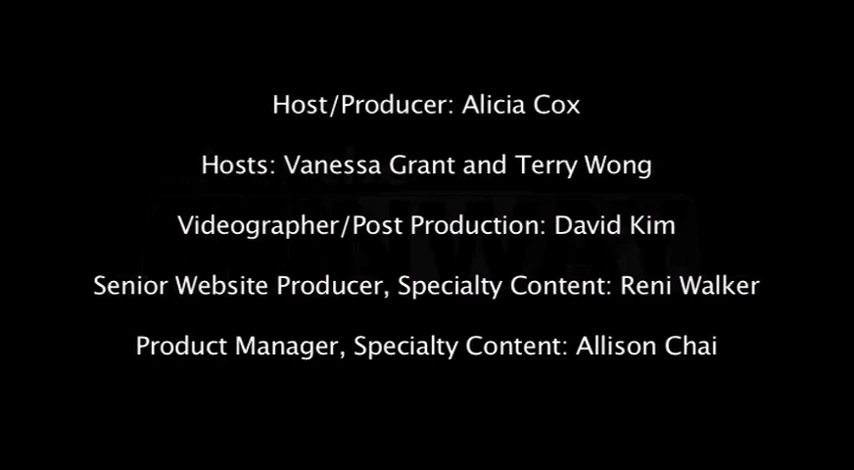 Host/Producer: Alicia Cox
Hosts: Vanessa Grant and Terry Wong
Videographer/Post Production: David Kim
Senior Website Producer, Specialty Content: Reni Walker
Product Manager, Specialty Content: Allison Chai